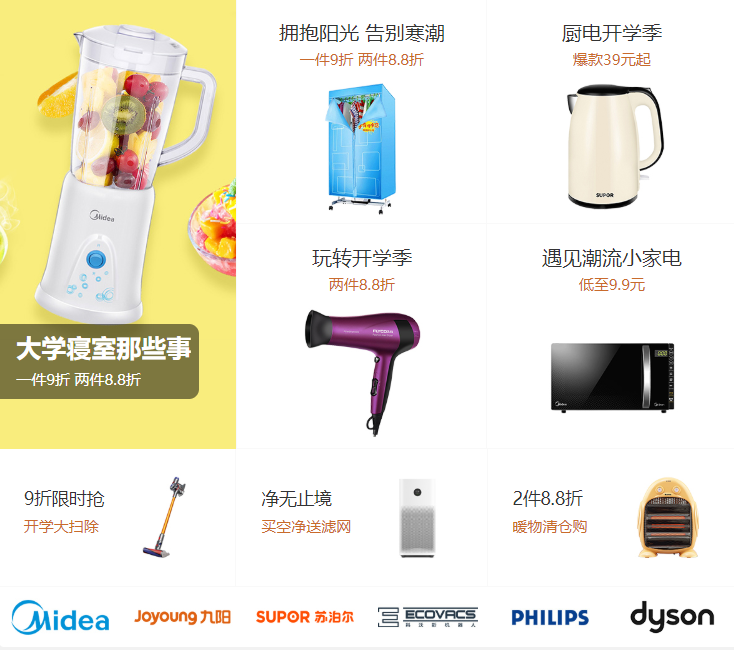 拥抱阳光 告别寒潮
一件9折 两件8.8折
厨电开学季
爆款39元起
Midea
SUPOR
玩转开学季
两件8.8折
遇见潮流小家电
低至9.9元
大学寝室那些事
一件9折 两件8.8折
9折限时抢
开学大扫除
净无止境
买空净送滤网
2件8.8折
暖物清仓购
Midea
Joyoung 九阳
SUPOR 苏泊尔
ECOVACS
科沃斯机器人
PHILIPS
dyson